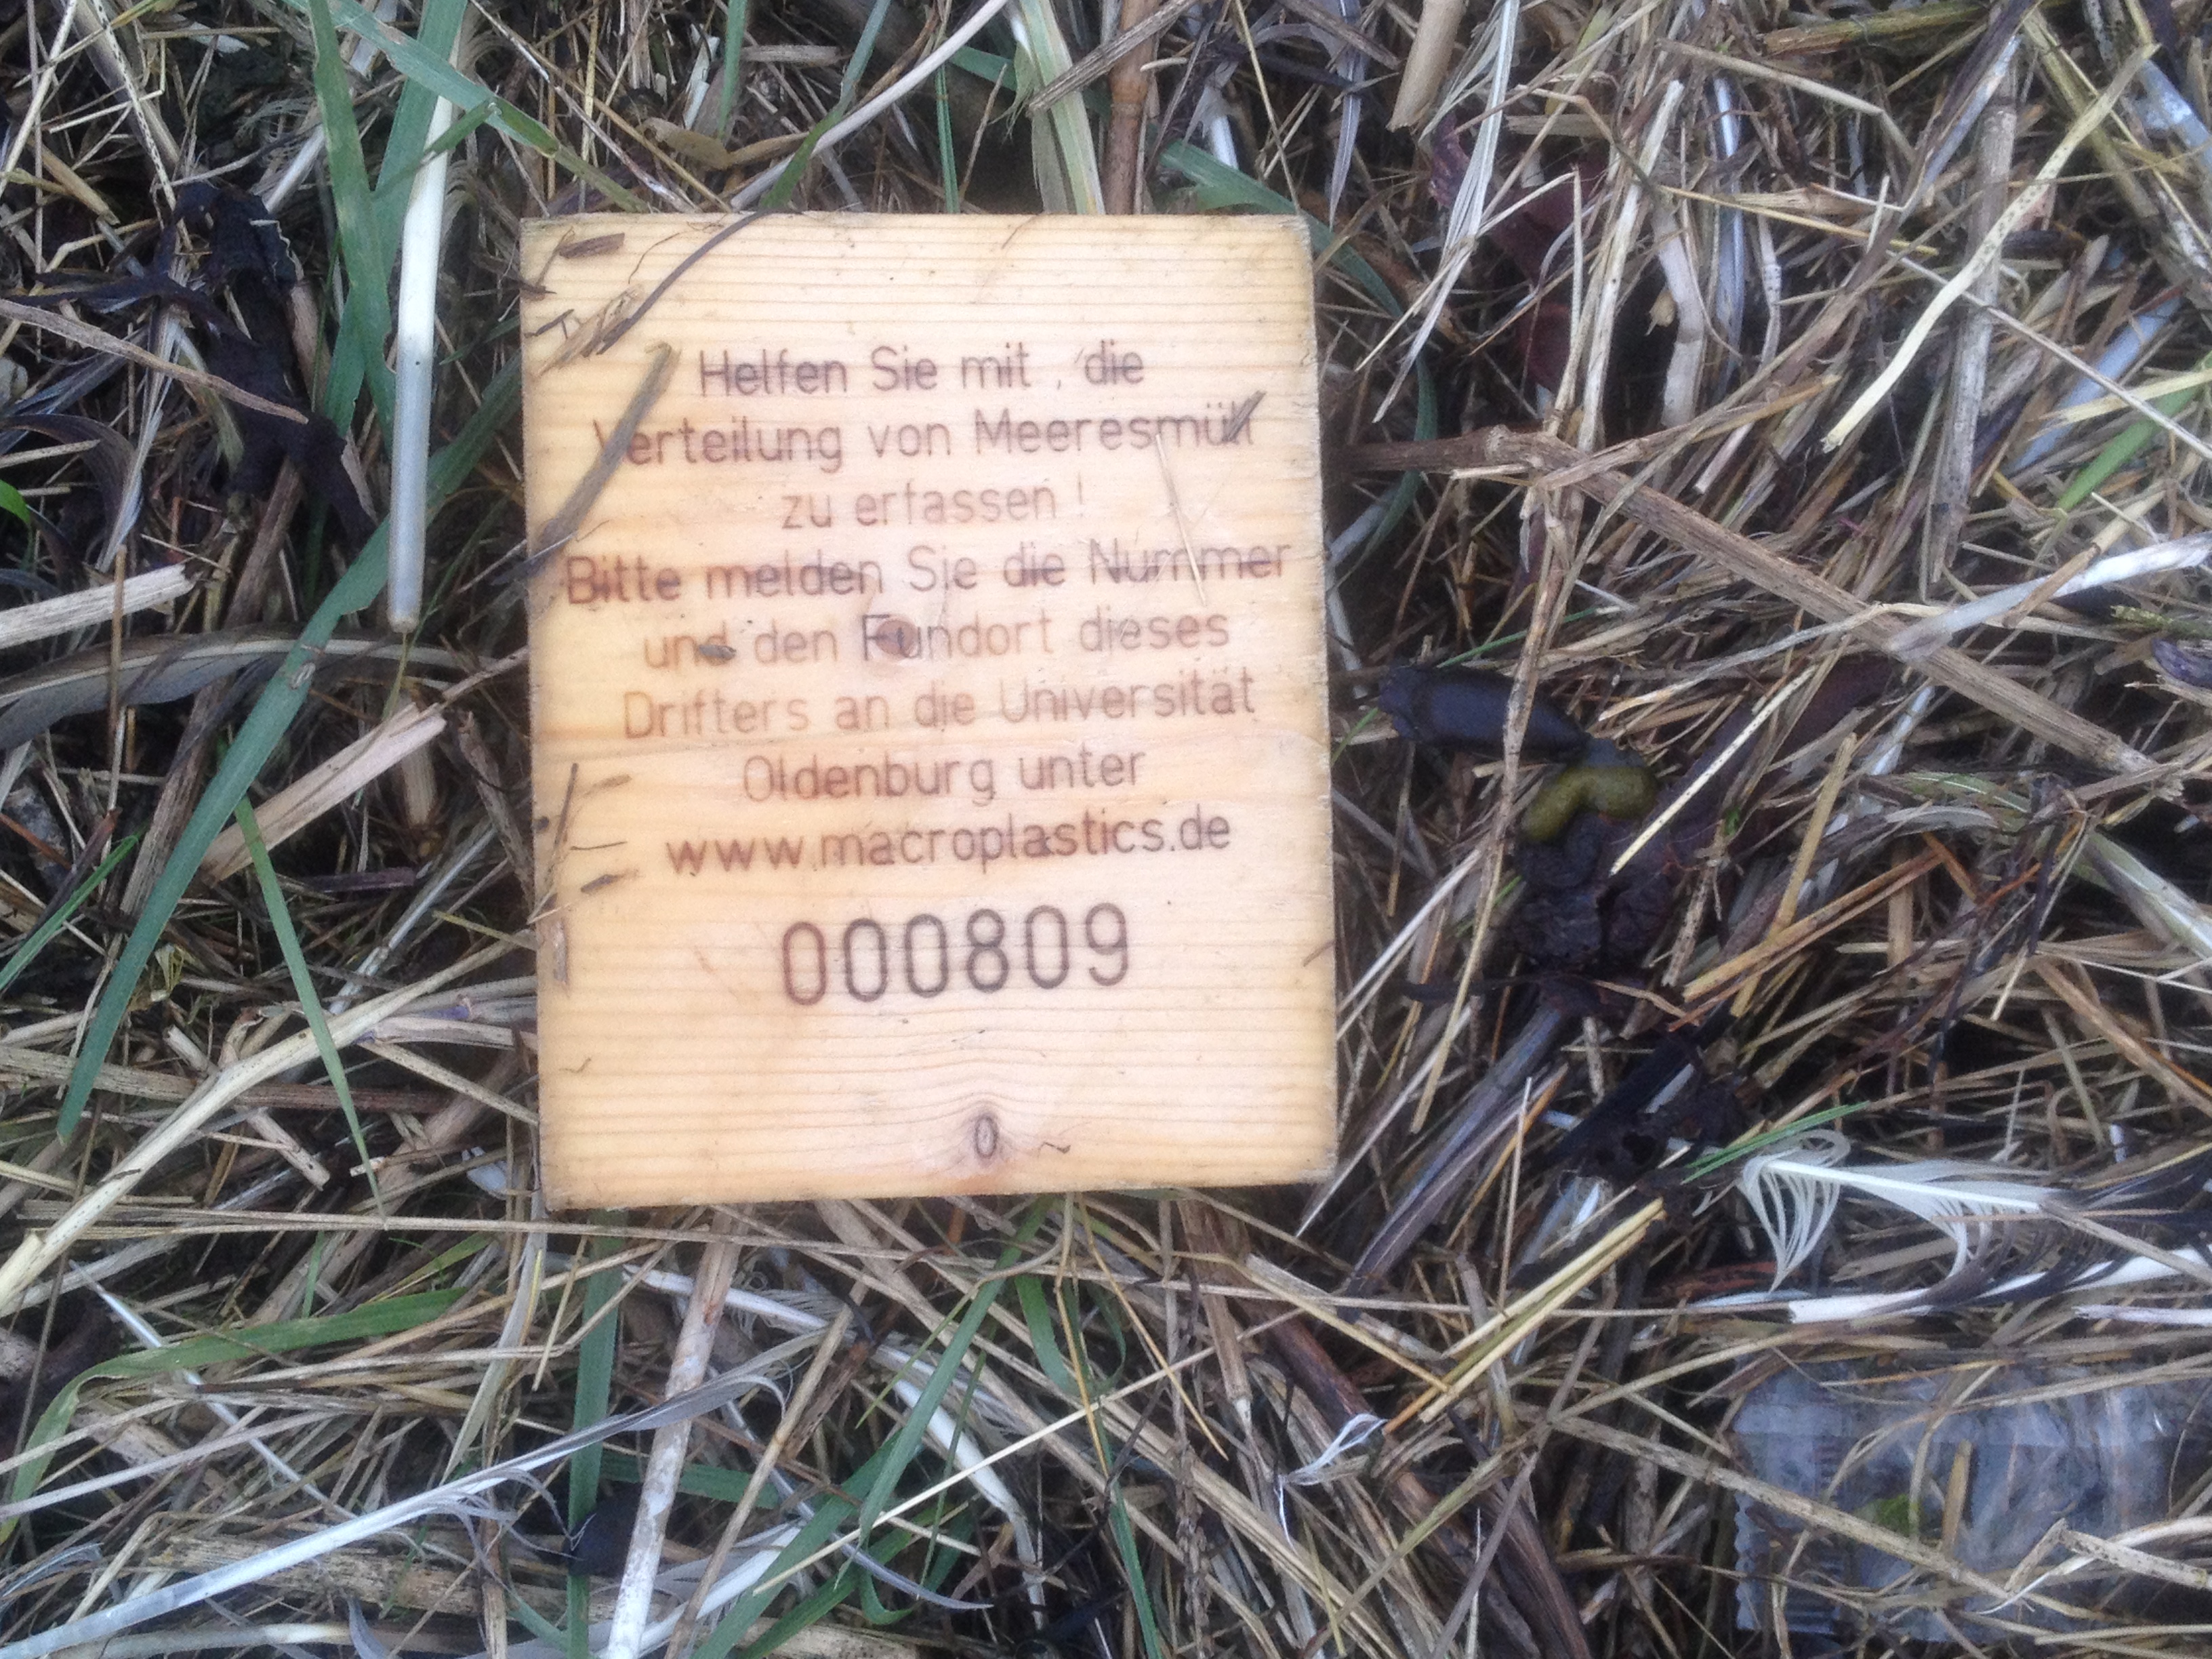 Helfen Sie mit, die
Verteilung von Meeresmüll
zu erfassen!
Bitte melden Sie die Nummer
und den Fundort dieses
Drifters an die Universität
Oldenburg unter
www.macroplastics.de
000809
0